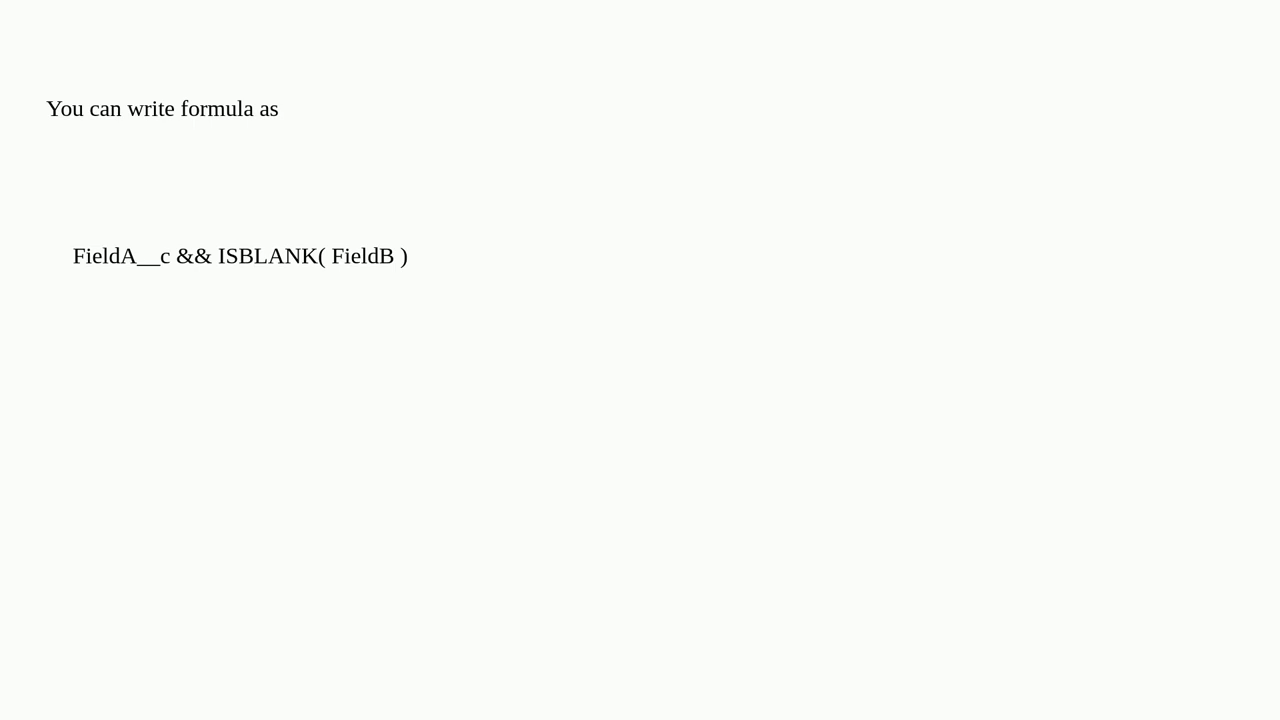 You can write formula as
FieldA__c && ISBLANK( FieldB )